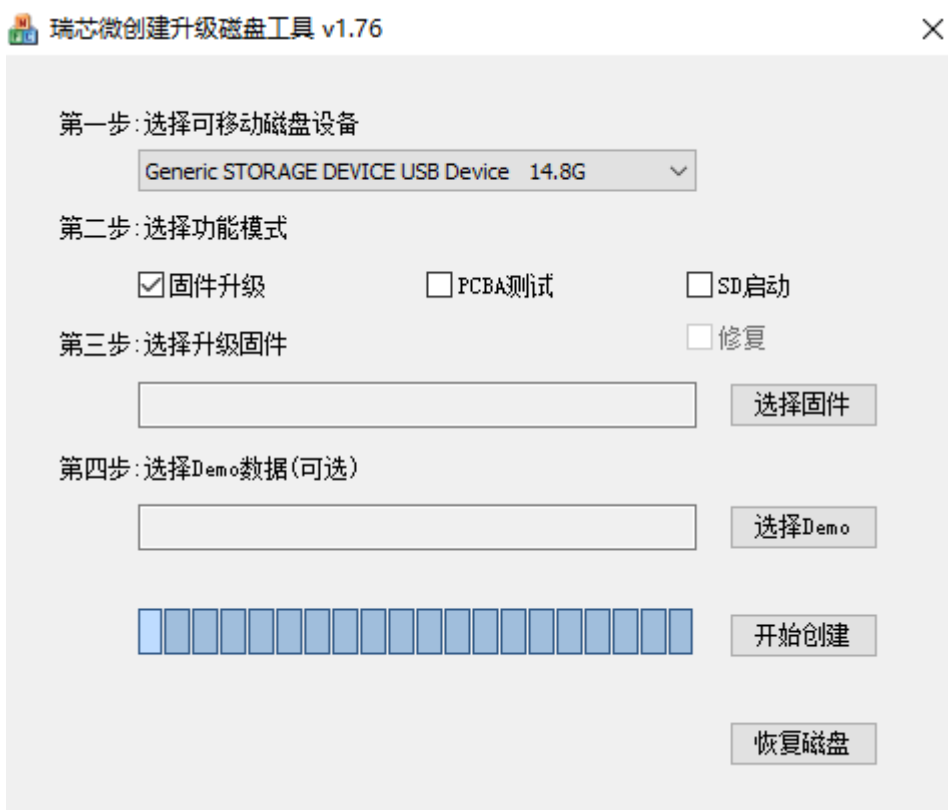 瑞芯微创建升级磁盘工具 v1.76
第一步:选择可移动磁盘设备
Generic STORAGE DEVICE USB Device 14.8G
第二步:选择功能模式
固件升级 PCBA测试 SD启动
修复
第三步:选择升级固件
选择固件
第四步:选择Demo数据(可选)
选择Demo
开始创建
恢复磁盘